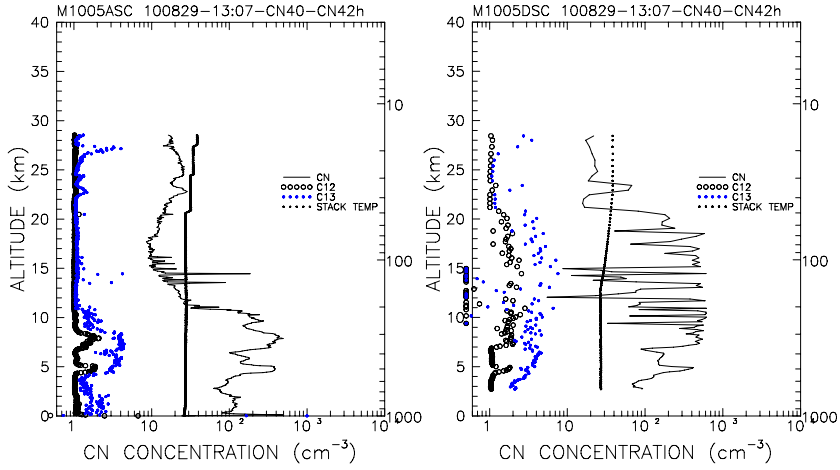 M1005ASC 100829-13:07-CN40-CN42h
40
35
30
25
20
15
10
5
0
ALTITUDE (km)
10
100
1000
CN
C12
C13
STACK TEMP
1
10¹
10²
10³
10⁴
CN CONCENTRATION (cm⁻³)
M1005DSC 100829-13:07-CN40-CN42h
40
35
30
25
20
15
10
5
0
ALTITUDE (km)
10
100
1000
CN
C12
C13
STACK TEMP
1
10
10²
10³
10⁴
CN CONCENTRATION (cm⁻³)